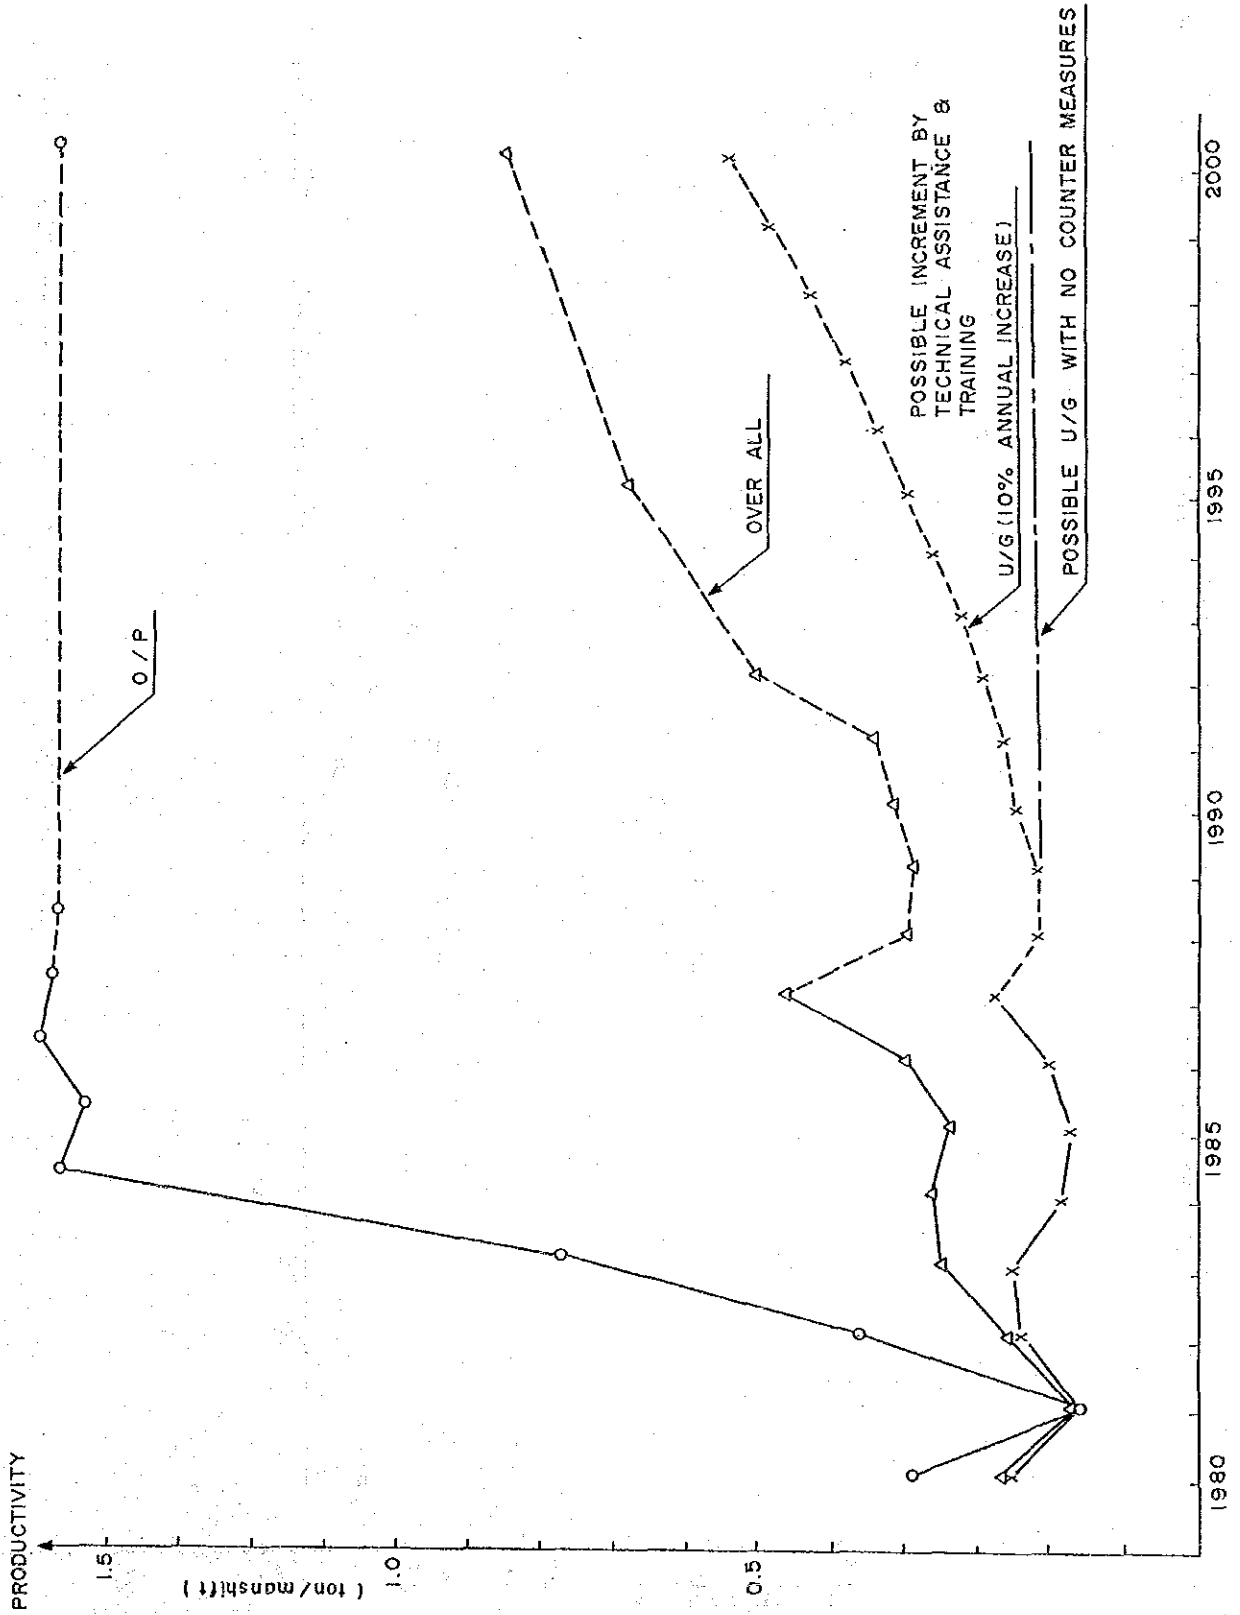 PRODUCTIVITY
( ton/manshift )
1.5
1.0
0.5
O/P
OVER ALL
POSSIBLE INCREMENT BY
TECHNICAL ASSISTANCE &
TRAINING
U/G (10% ANNUAL INCREASE)
POSSIBLE U/G WITH NO COUNTER MEASURES
1980
1985
1990
1995
2000